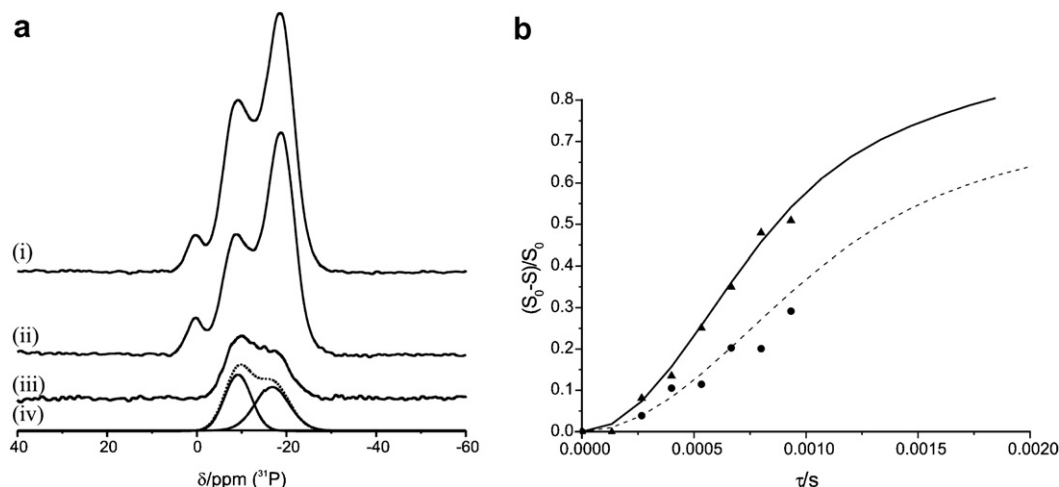 a
(i)
(ii)
(iii)
(iv)
40 20 0 -20 -40 -60
δ/ppm (³¹P)
b
(S₀-S)/S₀
0.8
0.7
0.6
0.5
0.4
0.3
0.2
0.1
0.0
0.0000 0.0005 0.0010 0.0015 0.0020
τ/s